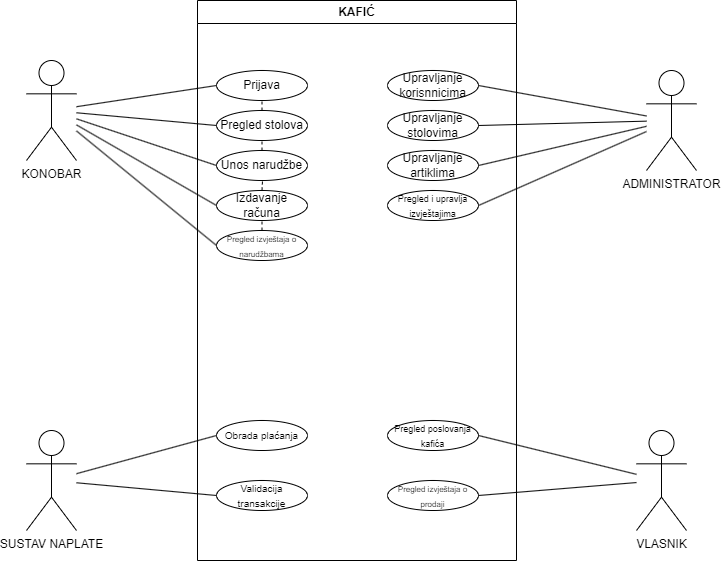 KAFIĆ
Prijava
Pregled stolova
Unos narudžbe
Izdavanje
računa
Pregled izvještaja o
narudžbama
KONOBAR
Upravljanje
korisnnicima
Upravljanje
stolovima
Upravljanje
artiklima
Pregled i upravlja
izvještajima
ADMINISTRATOR
Obrada plaćanja
Validacija
transakcije
SUSTAV NAPLATE
Pregled poslovanja
kafića
Pregled izvještaja o
prodaji
VLASNIK